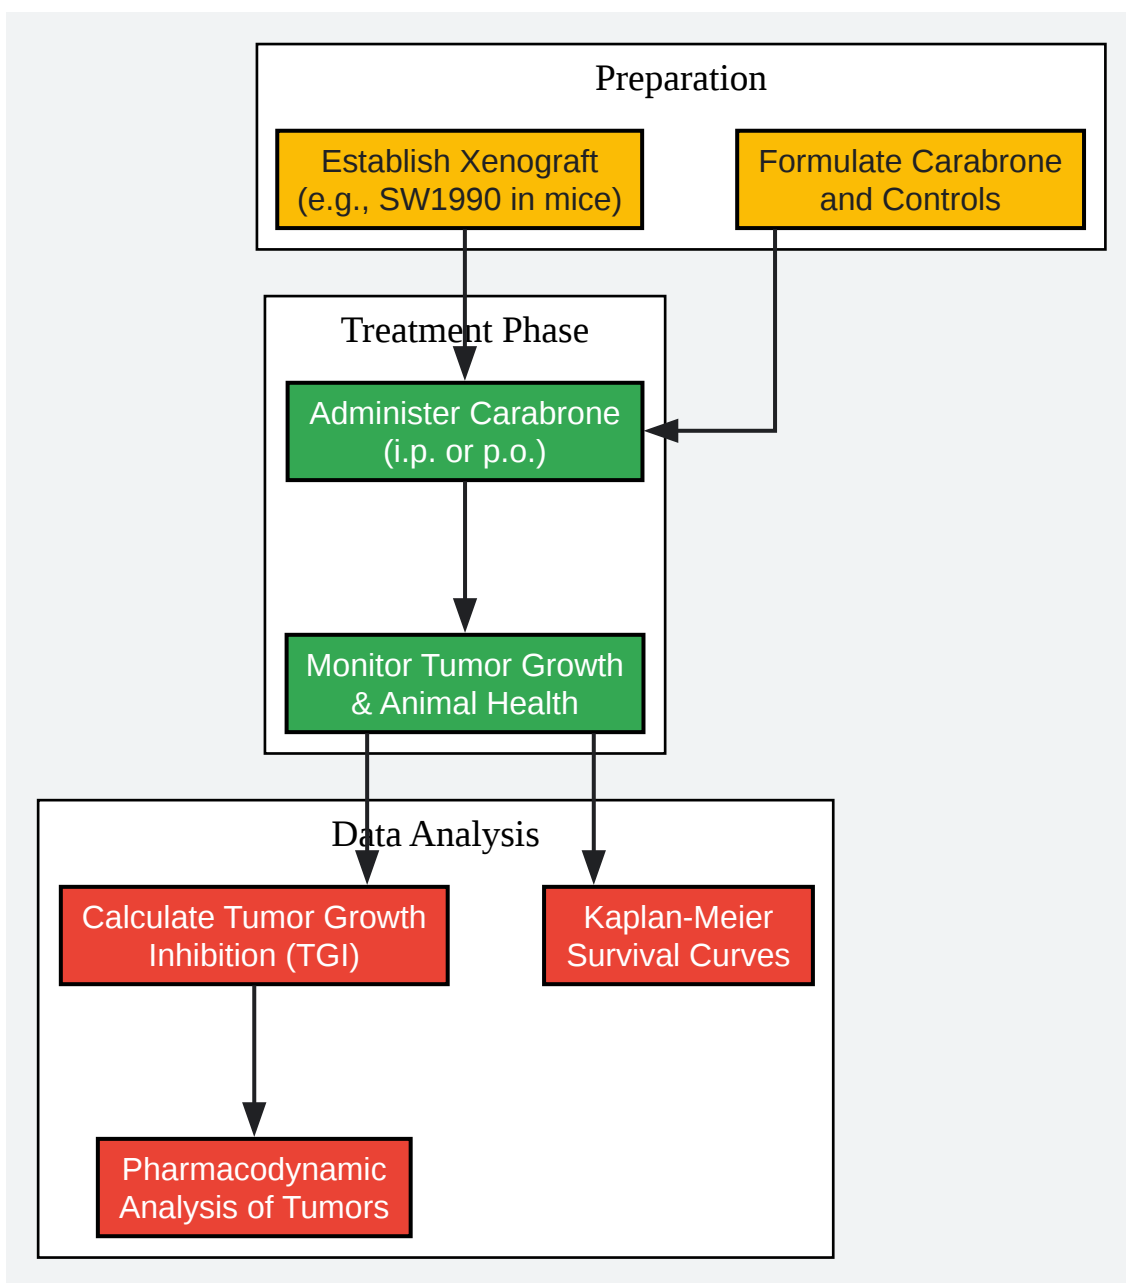 Preparation
Establish Xenograft
(e.g., SW1990 in mice)
Formulate Carabrone
and Controls
Treatment Phase
Administer Carabrone
(i.p. or p.o.)
Monitor Tumor Growth
& Animal Health
Data Analysis
Calculate Tumor Growth
Inhibition (TGI)
Kaplan-Meier
Survival Curves
Pharmacodynamic
Analysis of Tumors